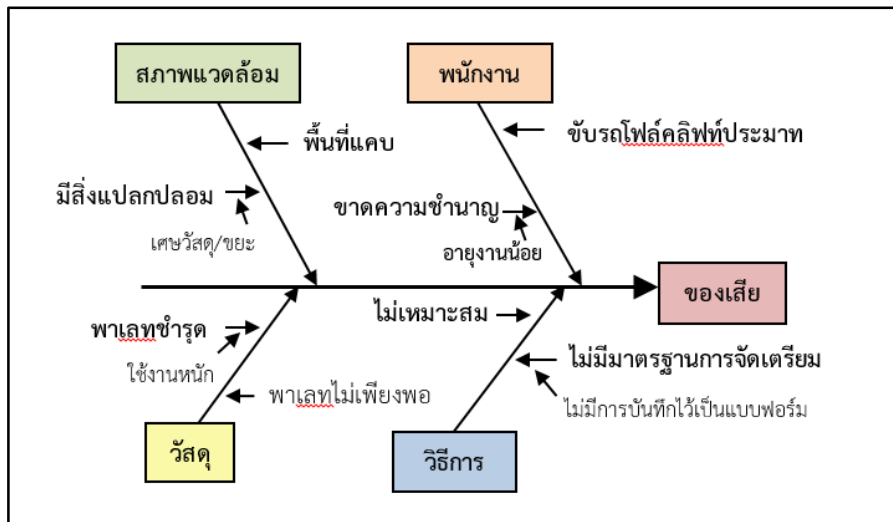 สภาพแวดล้อม
พนักงาน
พื้นที่แคบ
ขับรถโฟล์คลิฟท์ประมาท
มีสิ่งแปลกปลอม
เศษวัสดุ/ขยะ
ขาดความชำนาญ
อายุงานน้อย
ของเสีย
พาเลทชำรุด
ใช้งานหนัก
พาเลทไม่เพียงพอ
ไม่เหมาะสม
ไม่มีมาตรฐานการจัดเตรียม
ไม่มีการบันทึกไว้เป็นแบบฟอร์ม
วัสดุ
วิธีการ